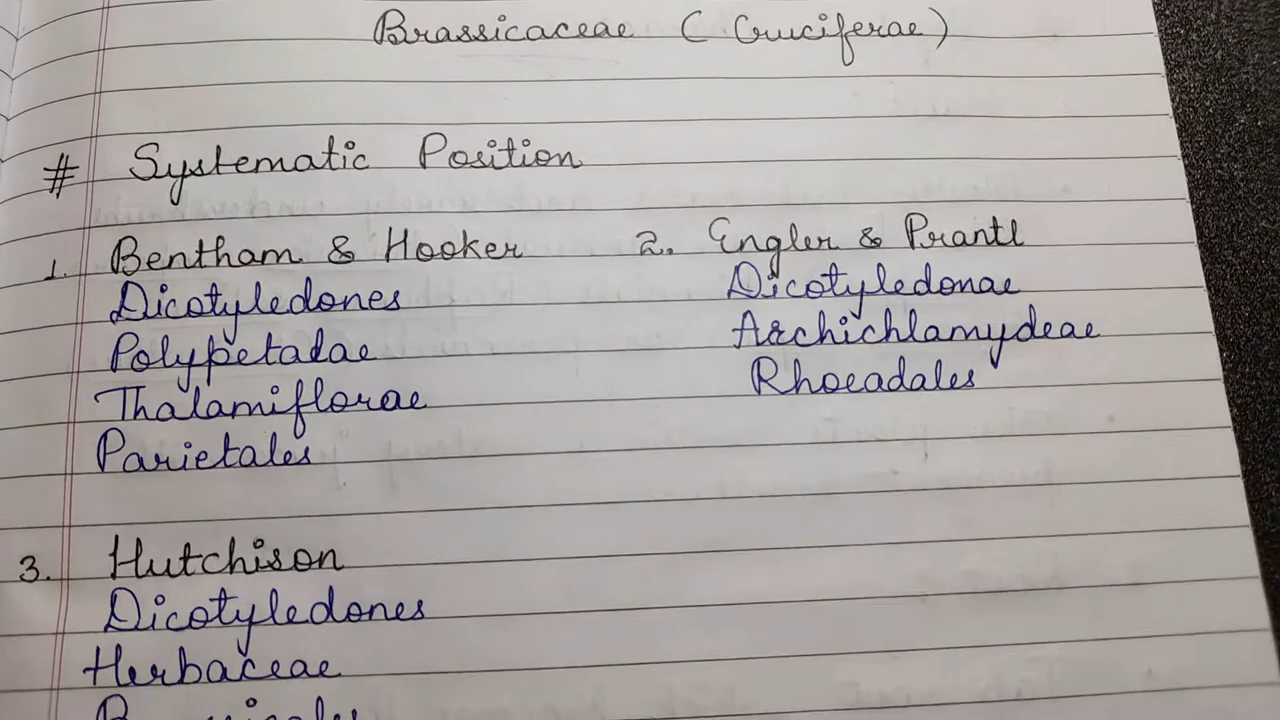 Brassicaceae (Cruciferae)
# Systematic Position
1. Bentham & Hooker
Dicotyledones
Polypetalae
Thalamiflorae
Parietales
2. Engler & Prantl
Dicotyledonae
Archichlamydeae
Rhoeadales
3. Hutchison
Dicotyledones
Herbaceae